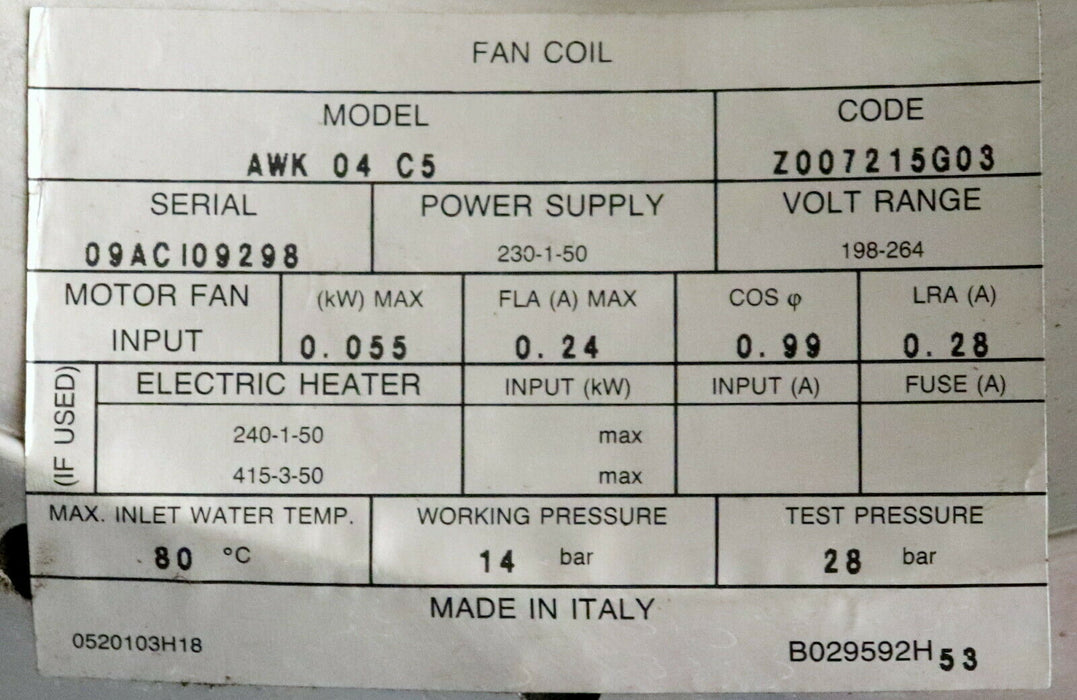 FAN COIL
MODEL CODE
AWK 04 C5 Z007215G03
SERIAL POWER SUPPLY VOLT RANGE
09ACI09298 230-1-50 198-264
MOTOR FAN (kW) MAX FLA (A) MAX COS φ LRA (A)
INPUT 0.055 0.24 0.99 0.28
(IF USED) ELECTRIC HEATER INPUT (kW) INPUT (A) FUSE (A)
240-1-50 max
415-3-50 max
MAX. INLET WATER TEMP. WORKING PRESSURE TEST PRESSURE
80 °C 14 bar 28 bar
MADE IN ITALY
0520103H18 B029592H 53